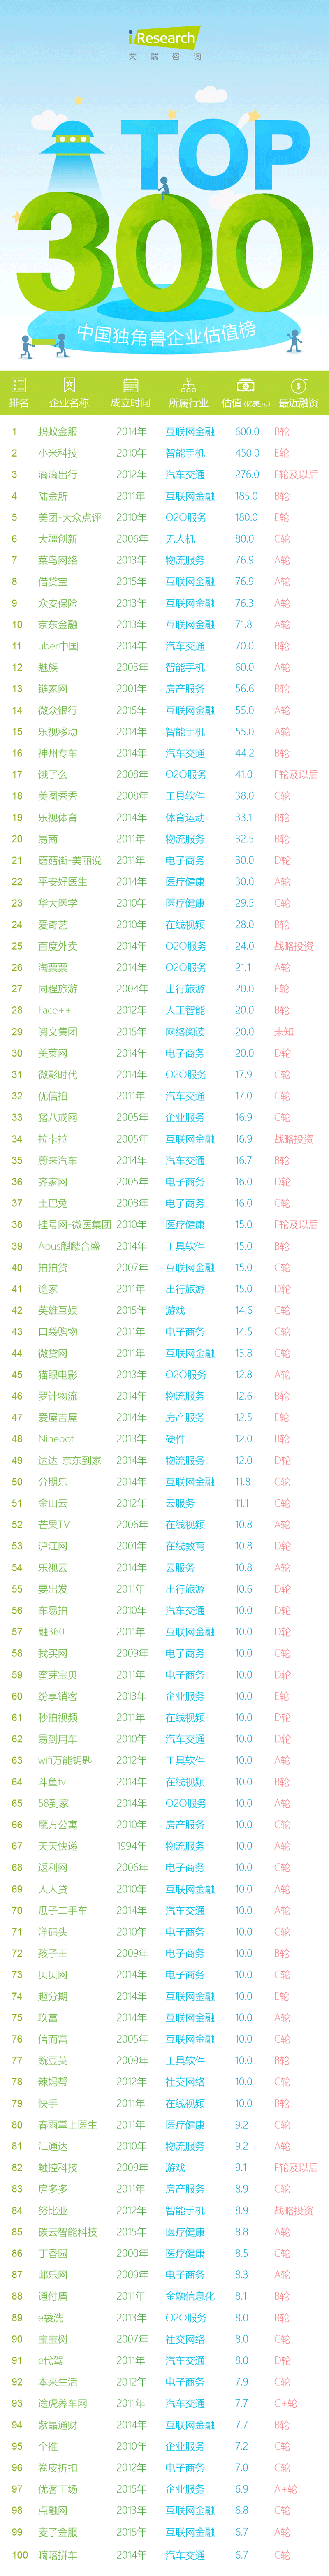 iResearch
艾瑞咨询
TOP
300
中国独角兽企业估值榜
排名 企业名称 成立时间 所属行业 估值(亿美元) 最近融资
1 蚂蚁金服 2014年 互联网金融 600.0 B轮
2 小米科技 2010年 智能手机 450.0 E轮
3 滴滴出行 2012年 汽车交通 276.0 F轮及以后
4 陆金所 2011年 互联网金融 185.0 B轮
5 美团-大众点评 2010年 O2O服务 180.0 E轮
6 大疆创新 2006年 无人机 80.0 C轮
7 菜鸟网络 2013年 物流服务 76.9 A轮
8 借贷宝 2015年 互联网金融 76.9 A轮
9 众安保险 2013年 互联网金融 76.3 A轮
10 京东金融 2013年 互联网金融 71.8 A轮
11 uber中国 2014年 汽车交通 70.0 B轮
12 魅族 2003年 智能手机 60.0 A轮
13 链家网 2001年 房产服务 56.6 B轮
14 微众银行 2015年 互联网金融 55.0 A轮
15 乐视移动 2014年 智能手机 55.0 A轮
16 神州专车 2014年 汽车交通 44.2 B轮
17 饿了么 2008年 O2O服务 41.0 F轮及以后
18 美图秀秀 2008年 工具软件 38.0 C轮
19 乐视体育 2014年 体育运动 33.1 B轮
20 易商 2011年 物流服务 32.5 B轮
21 蘑菇街-美丽说 2011年 电子商务 30.0 D轮
22 平安好医生 2014年 医疗健康 30.0 A轮
23 华大医学 2010年 医疗健康 29.5 C轮
24 爱奇艺 2010年 在线视频 28.0 B轮
25 百度外卖 2014年 O2O服务 24.0 战略投资
26 淘票票 2014年 O2O服务 21.1 A轮
27 同程旅游 2004年 出行旅游 20.0 E轮
28 Face++ 2012年 人工智能 20.0 B轮
29 阅文集团 2015年 网络阅读 20.0 未知
30 美菜网 2014年 电子商务 20.0 D轮
31 微影时代 2014年 O2O服务 17.9 C轮
32 优信拍 2011年 汽车交通 17.0 C轮
33 猪八戒网 2005年 企业服务 16.9 C轮
34 拉卡拉 2005年 互联网金融 16.9 战略投资
35 蔚来汽车 2014年 汽车交通 16.7 B轮
36 齐家网 2005年 电子商务 16.0 D轮
37 土巴兔 2008年 电子商务 16.0 C轮
38 挂号网-微医集团 2010年 医疗健康 15.0 F轮及以后
39 Apus麒麟合盛 2014年 工具软件 15.0 B轮
40 拍拍贷 2007年 互联网金融 15.0 C轮
41 途家 2011年 出行旅游 15.0 D轮
42 英雄互娱 2015年 游戏 14.6 C轮
43 口袋购物 2011年 电子商务 14.5 C轮
44 微贷网 2011年 互联网金融 13.8 C轮
45 猫眼电影 2013年 O2O服务 12.8 A轮
46 罗计物流 2014年 物流服务 12.6 B轮
47 爱屋吉屋 2014年 房产服务 12.5 E轮
48 Ninebot 2013年 硬件 12.0 B轮
49 达达-京东到家 2014年 物流服务 12.0 D轮
50 分期乐 2014年 互联网金融 11.8 C轮
51 金山云 2012年 云服务 11.1 C轮
52 芒果TV 2006年 在线视频 10.8 A轮
53 沪江网 2001年 在线教育 10.8 D轮
54 乐视云 2014年 云服务 10.8 A轮
55 要出发 2011年 出行旅游 10.6 D轮
56 车易拍 2010年 汽车交通 10.0 D轮
57 融360 2011年 互联网金融 10.0 D轮
58 我买网 2009年 电子商务 10.0 C轮
59 蜜芽宝贝 2011年 电子商务 10.0 D轮
60 纷享销客 2013年 企业服务 10.0 E轮
61 秒拍视频 2011年 在线视频 10.0 D轮
62 易到用车 2010年 汽车交通 10.0 D轮
63 wifi万能钥匙 2012年 工具软件 10.0 A轮
64 斗鱼tv 2014年 在线视频 10.0 B轮
65 58到家 2014年 O2O服务 10.0 A轮
66 魔方公寓 2010年 房产服务 10.0 C轮
67 天天快递 1994年 物流服务 10.0 A轮
68 返利网 2006年 电子商务 10.0 C轮
69 人人贷 2010年 互联网金融 10.0 A轮
70 瓜子二手车 2014年 汽车交通 10.0 A轮
71 洋码头 2010年 电子商务 10.0 C轮
72 孩子王 2009年 电子商务 10.0 B轮
73 贝贝网 2014年 电子商务 10.0 C轮
74 趣分期 2014年 互联网金融 10.0 E轮
75 玖富 2014年 互联网金融 10.0 A轮
76 信而富 2005年 互联网金融 10.0 C轮
77 豌豆荚 2009年 工具软件 10.0 B轮
78 辣妈帮 2012年 社交网络 10.0 C轮
79 快手 2011年 在线视频 10.0 B轮
80 春雨掌上医生 2011年 医疗健康 9.2 C轮
81 汇通达 2010年 物流服务 9.2 A轮
82 触控科技 2009年 游戏 9.1 F轮及以后
83 房多多 2011年 房产服务 8.9 C轮
84 努比亚 2012年 智能手机 8.9 战略投资
85 碳云智能科技 2015年 医疗健康 8.8 A轮
86 丁香园 2000年 医疗健康 8.5 C轮
87 邮乐网 2009年 电子商务 8.3 A轮
88 通付盾 2011年 金融信息化 8.1 B轮
89 e袋洗 2013年 O2O服务 8.0 B轮
90 宝宝树 2007年 社交网络 8.0 C轮
91 e代驾 2011年 汽车交通 8.0 D轮
92 本来生活 2012年 电子商务 7.9 C轮
93 途虎养车网 2011年 汽车交通 7.7 C+轮
94 紫晶通财 2014年 互联网金融 7.7 B轮
95 个推 2010年 企业服务 7.2 C轮
96 卷皮折扣 2012年 电子商务 7.0 C轮
97 优客工场 2015年 企业服务 6.9 A+轮
98 点融网 2013年 互联网金融 6.8 C轮
99 麦子金服 2015年 互联网金融 6.7 A轮
100 嘀嗒拼车 2014年 汽车交通 6.7 C轮